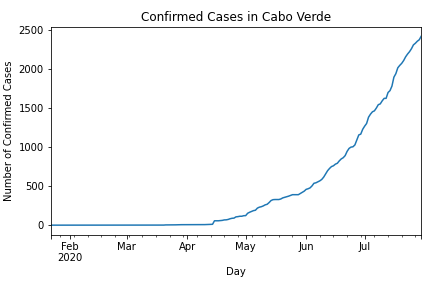 Confirmed Cases in Cabo Verde
Number of Confirmed Cases
2500
2000
1500
1000
500
0
Feb
2020
Mar
Apr
May
Jun
Jul
Day